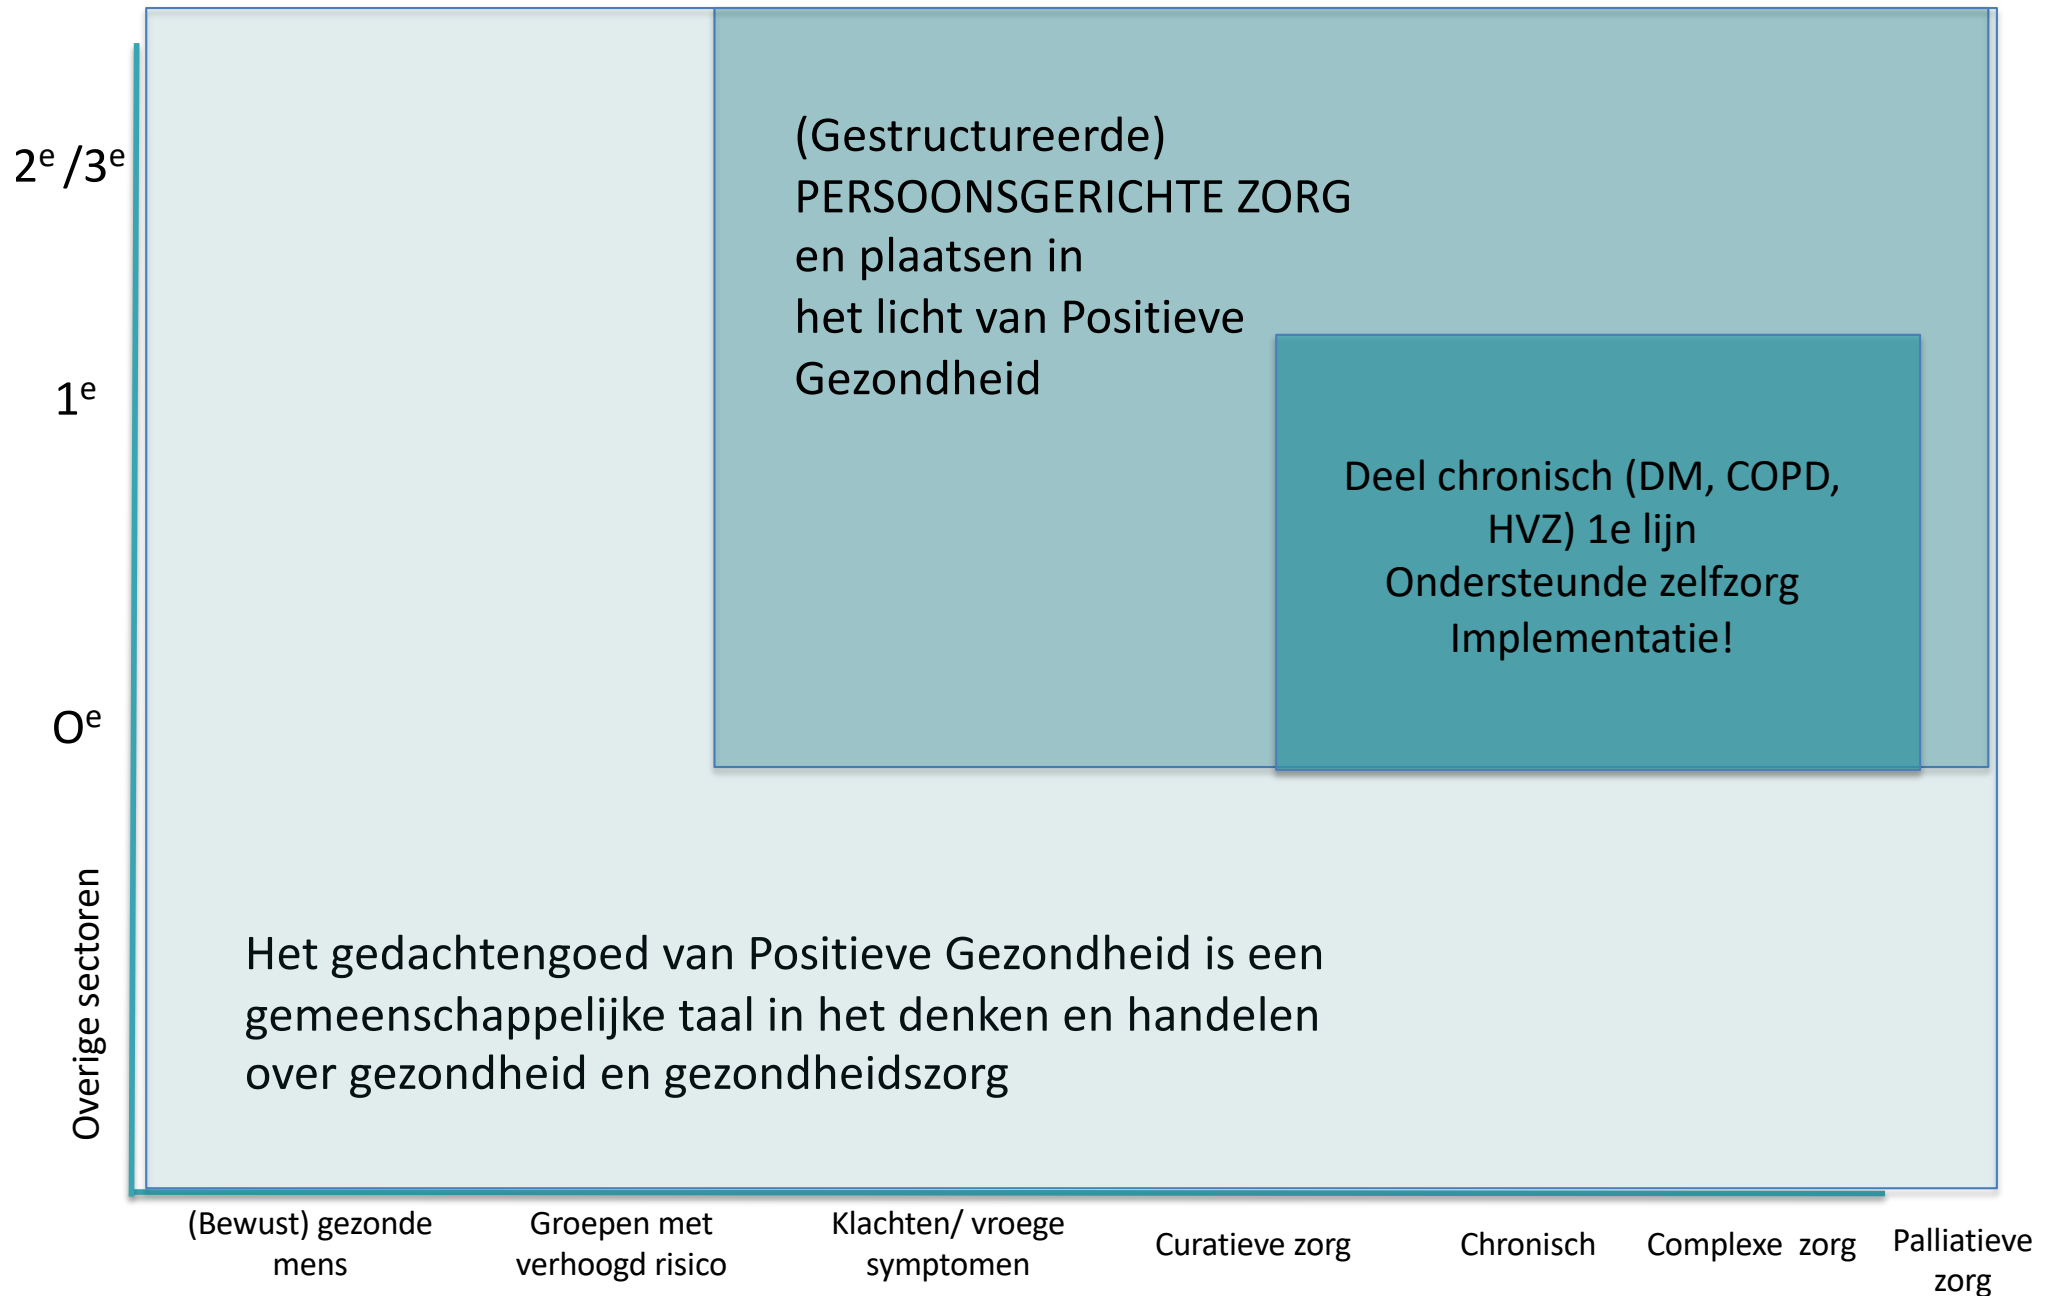 2e /3e
1e
0e
Overige sectoren
(Gestructureerde)
PERSOONSGERICHTE ZORG
en plaatsen in
het licht van Positieve
Gezondheid
Deel chronisch (DM, COPD,
HVZ) 1e lijn
Ondersteunde zelfzorg
Implementatie!
Het gedachtengoed van Positieve Gezondheid is een
gemeenschappelijke taal in het denken en handelen
over gezondheid en gezondheidszorg
(Bewust) gezonde
mens
Groepen met
verhoogd risico
Klachten/ vroege
symptomen
Curatieve zorg
Chronisch
Complexe zorg
Palliatieve
zorg